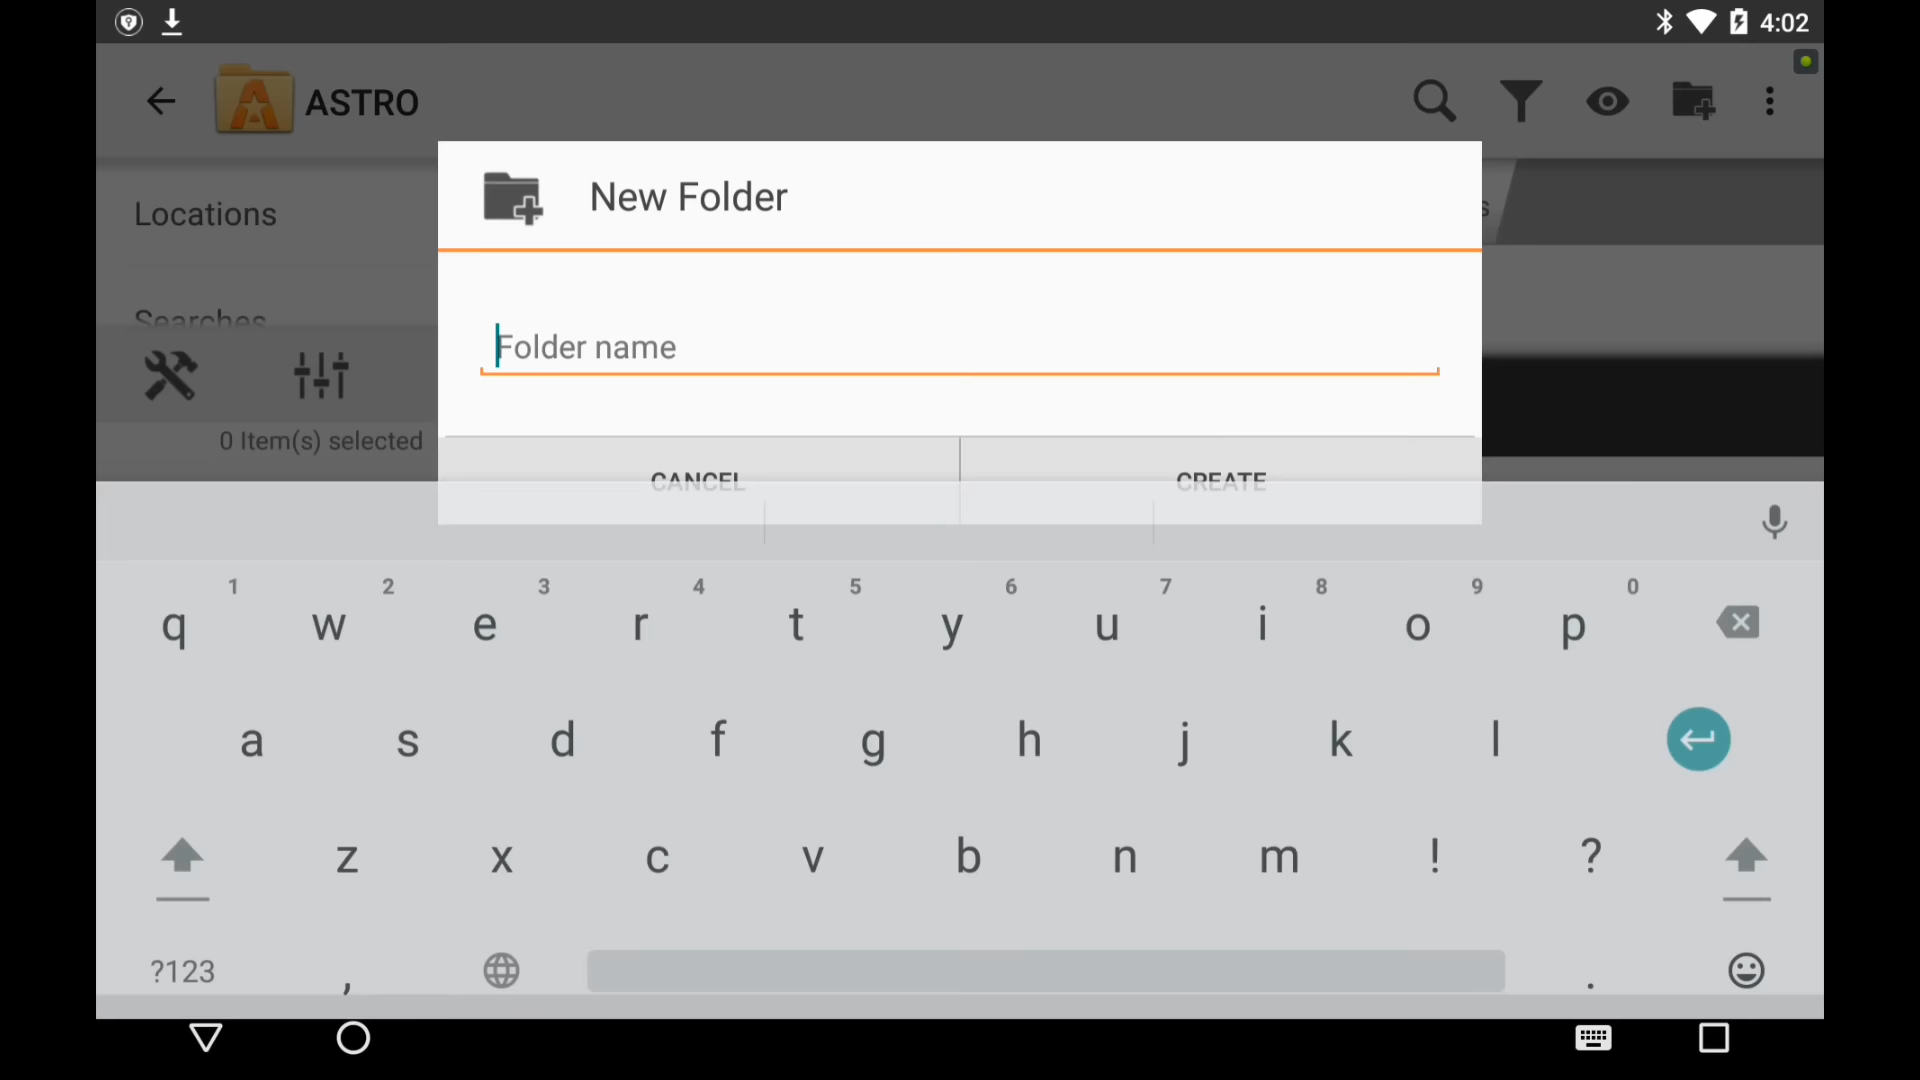 4:02
ASTRO
New Folder
s
Locations
Searches
Folder name
0 Item(s) selected
CANCEL
CREATE
1 2 3 4 5 6 7 8 9 0
q w e r t y u i o p
a s d f g h j k l
z x c v b n m ! ?
?123 , .